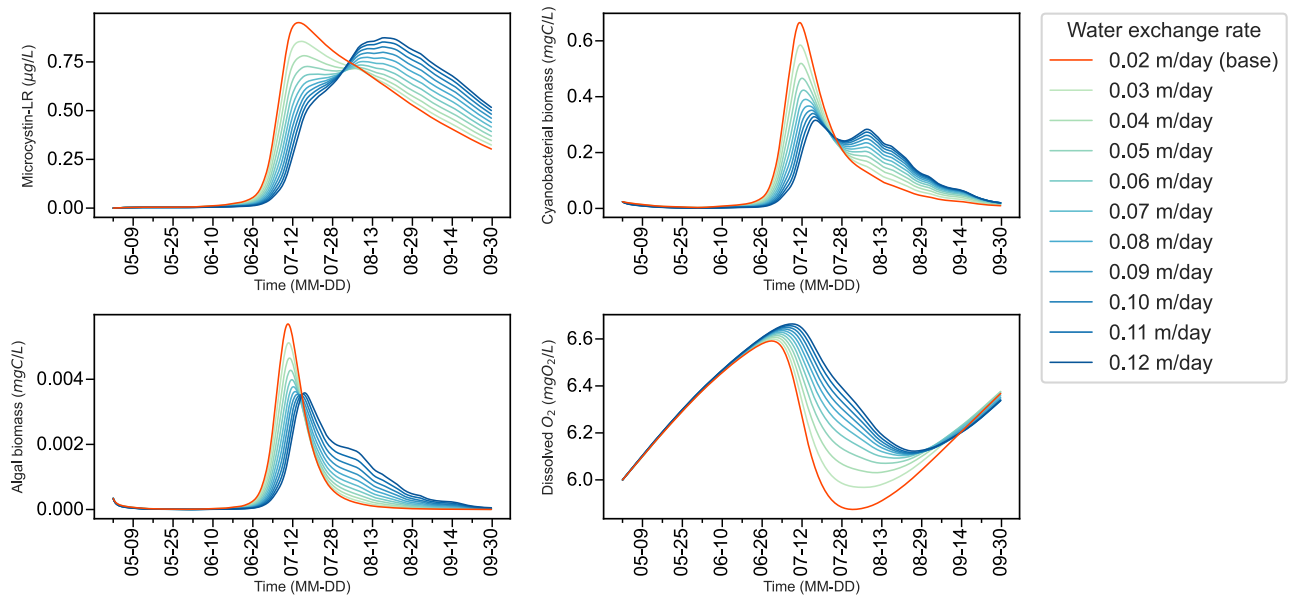 Microcystin-LR (μg/L)
0.75
0.50
0.25
0.00
05-09
05-25
06-10
06-26
07-12
07-28
08-13
08-29
09-14
09-30
Time (MM-DD)
Cyanobacterial biomass (mgC/L)
0.6
0.4
0.2
0.0
05-09
05-25
06-10
06-26
07-12
07-28
08-13
08-29
09-14
09-30
Time (MM-DD)
Water exchange rate
0.02 m/day (base)
0.03 m/day
0.04 m/day
0.05 m/day
0.06 m/day
0.07 m/day
0.08 m/day
0.09 m/day
0.10 m/day
0.11 m/day
0.12 m/day
Algal biomass (mgC/L)
0.004
0.002
0.000
05-09
05-25
06-10
06-26
07-12
07-28
08-13
08-29
09-14
09-30
Time (MM-DD)
Dissolved O₂ (mgO₂/L)
6.6
6.4
6.2
6.0
05-09
05-25
06-10
06-26
07-12
07-28
08-13
08-29
09-14
09-30
Time (MM-DD)